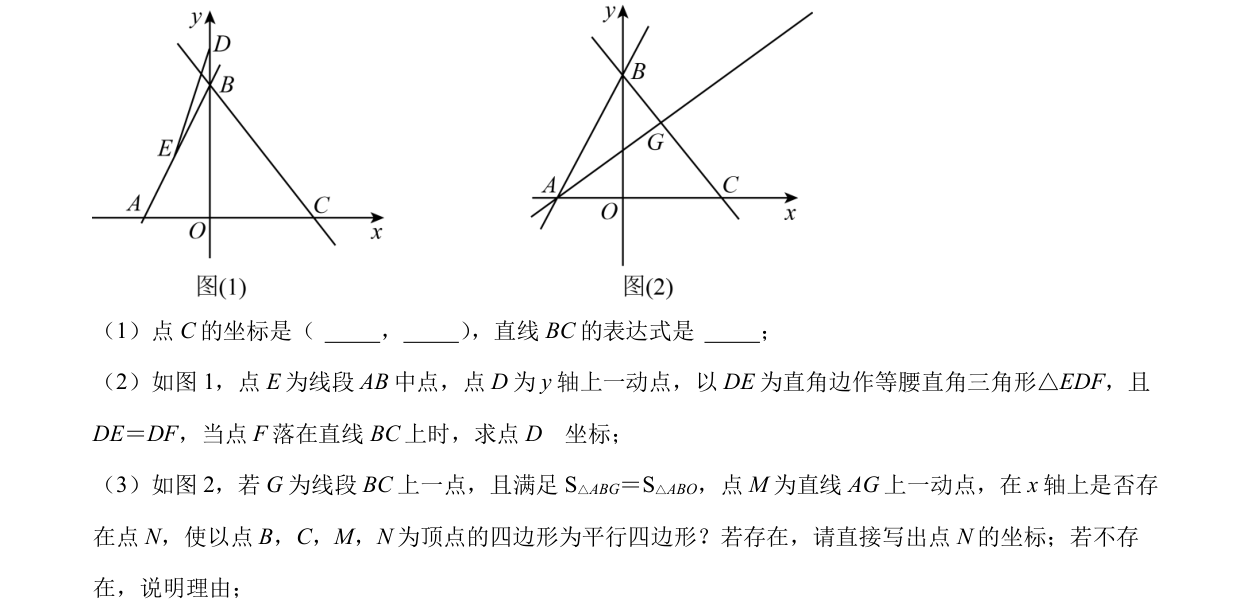 y
D
B
E
A
C
O
x
图(1)
y
B
G
A
C
O
x
图(2)
（1）点 C 的坐标是（ ____，____），直线 BC 的表达式是 ____；
（2）如图 1，点 E 为线段 AB 中点，点 D 为 y 轴上一动点，以 DE 为直角边作等腰直角三角形△EDF，且
DE＝DF，当点 F 落在直线 BC 上时，求点 D　坐标；
（3）如图 2，若 G 为线段 BC 上一点，且满足 S△ABG＝S△ABO，点 M 为直线 AG 上一动点，在 x 轴上是否存
在点 N，使以点 B，C，M，N 为顶点的四边形为平行四边形？若存在，请直接写出点 N 的坐标；若不存
在，说明理由；